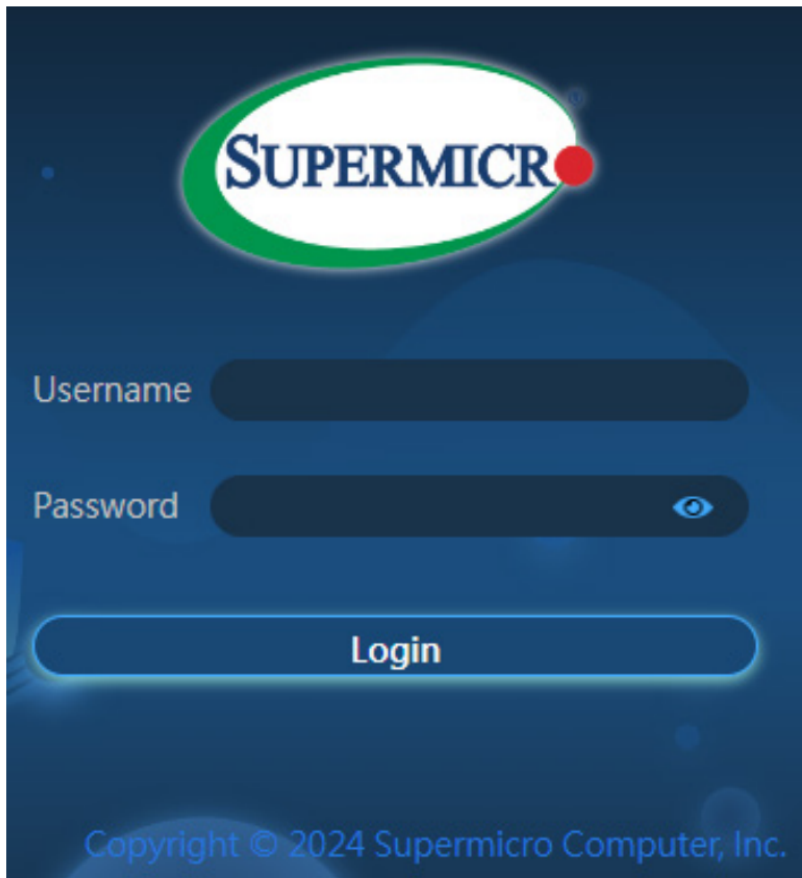 SUPERMICR
Username
Password
Login
Copyright © 2024 Supermicro Computer, Inc.